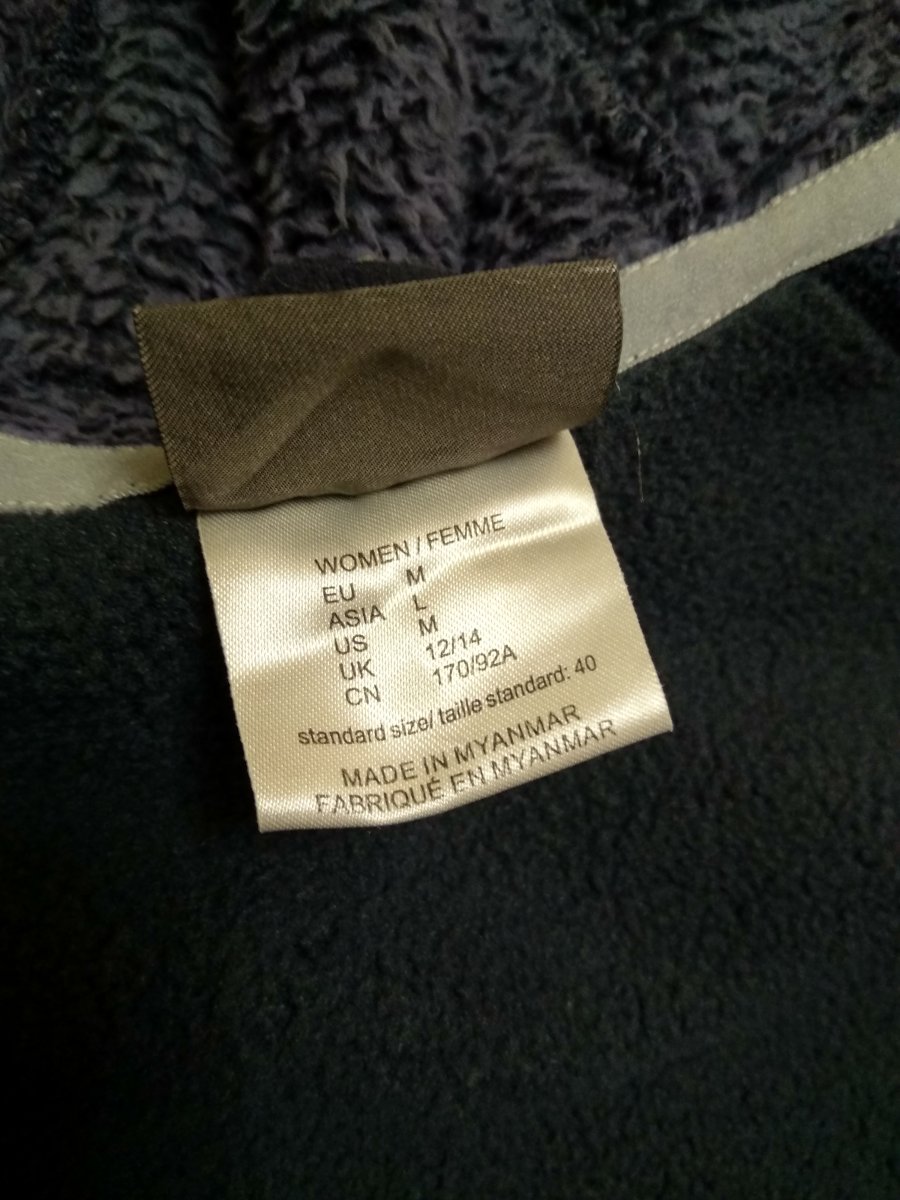 WOMEN / FEMME
EU M
ASIA L
US M
UK 12/14
CN 170/92A
standard size/ taille standard: 40
MADE IN MYANMAR
FABRIQUÉ EN MYANMAR